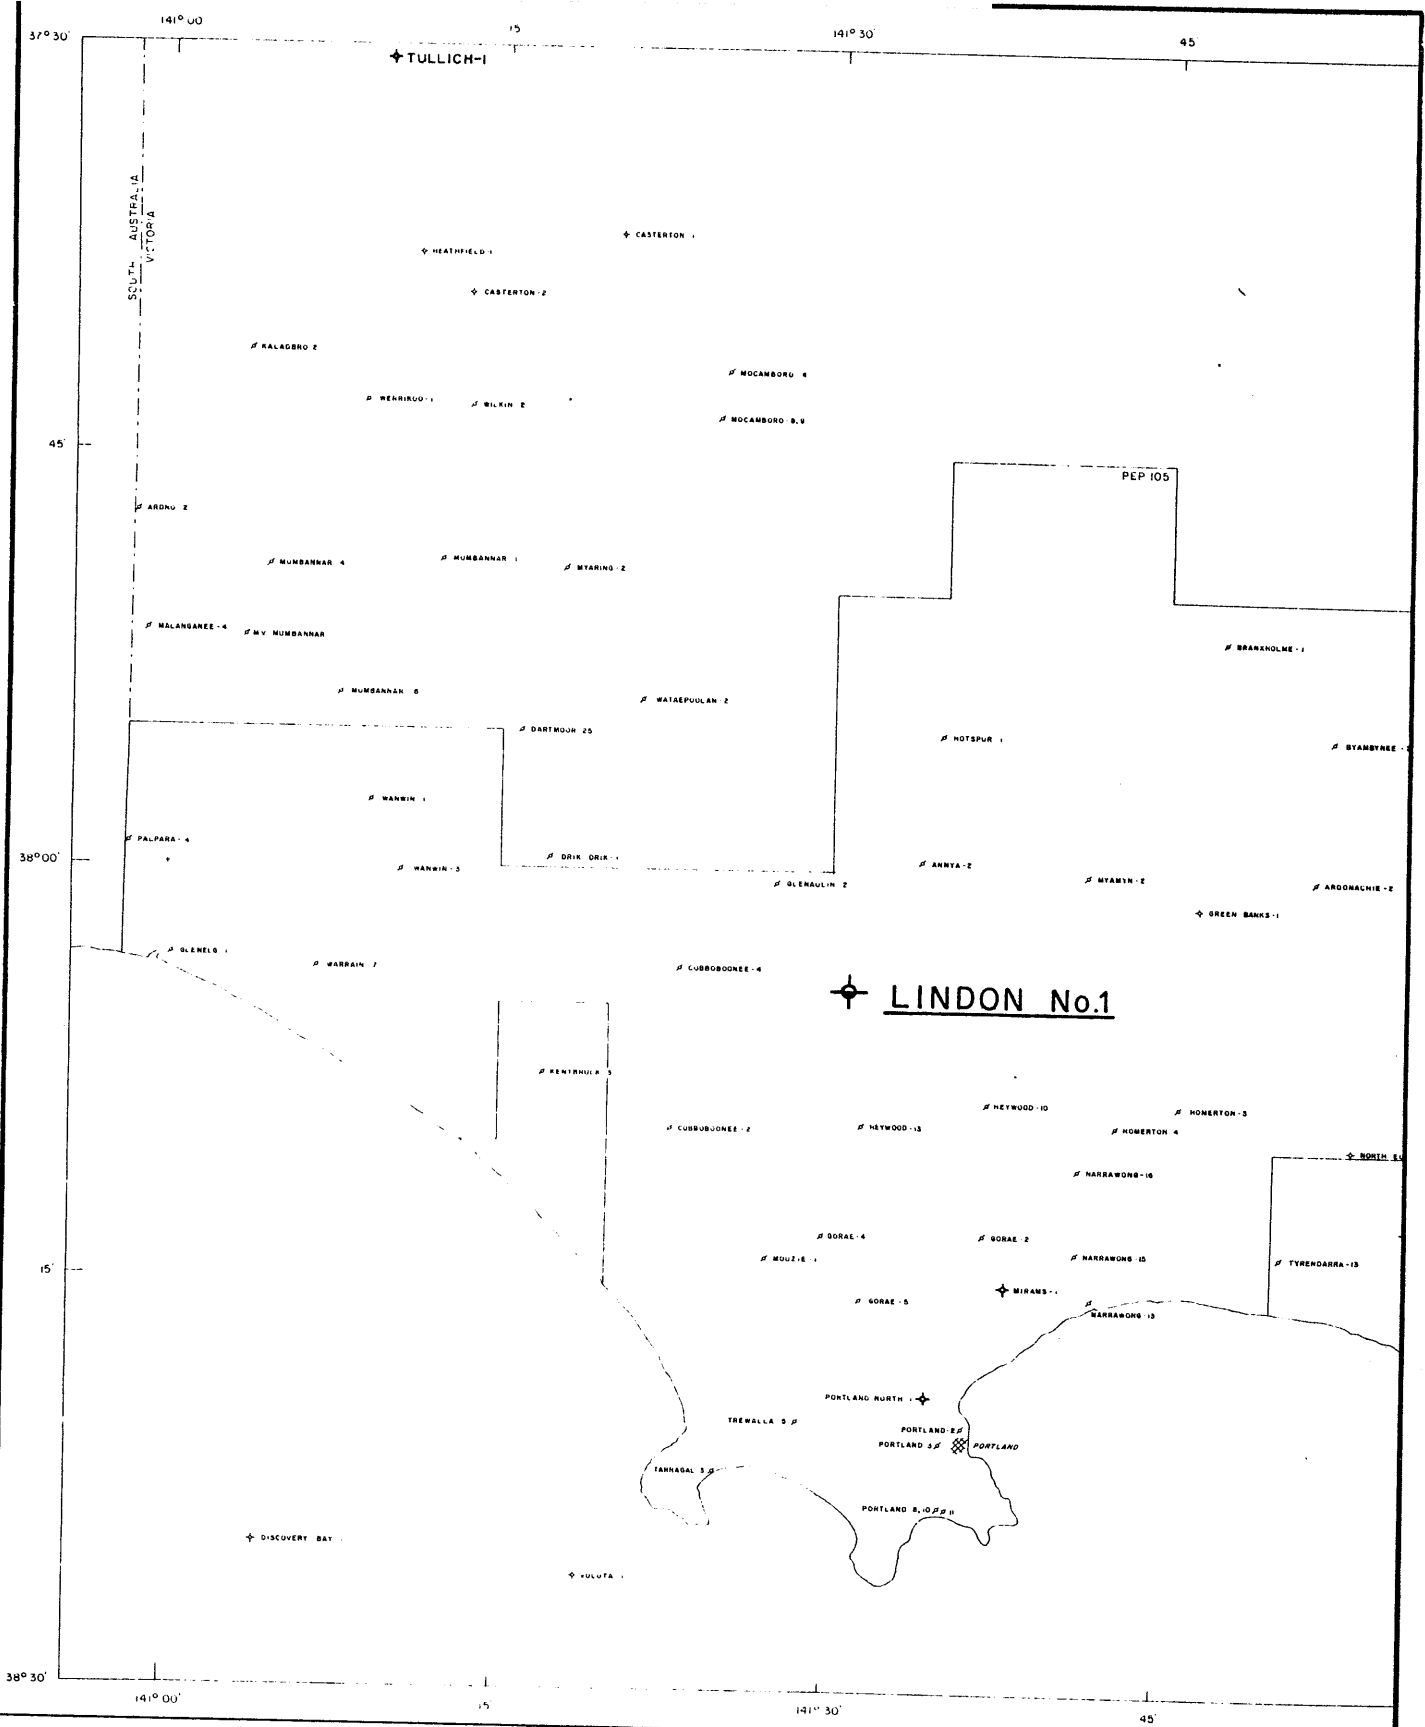 141° 00'
15
141° 30'
45'
37° 30'
TULLICH-1
SOUTH AUSTRALIA
VICTORIA
CASTERTON 1
HEATHFIELD-1
CASTERTON-2
KALADBRO 2
MOCAMBORO 4
WERRIKOO-1
WILKIN 2
MOCAMBORO-8,9
45'
PEP 105
ARDNO 2
MUMBANNAR 4
MUMBANNAR 1
MYARING-2
MALANGANEE-4
M.V. MUMBANNAR
BRANXHOLME-1
MUMBANNAR 6
WATAEPOOLAN-2
DARTMOOR 25
HOTSPUR 1
BYAMBYNEE -
WANWIN 1
PALPARA-4
38° 00'
DRIK DRIK-1
WANWIN-3
GLENAULIN 2
ANNYA-2
MYAMYN-2
ARDONACHIE-2
GREEN BANKS-1
GLENELG 1
WARRAIN 7
CUBBOBOONEE-4
LINDON No.1
KENTBRUCK 5
HEYWOOD-10
HOMERTON-3
CUBBOBOONEE-2
HEYWOOD-13
HOMERTON 4
NORTH EU
NARRAWONG-16
GORAE-4
GORAE-2
MOUZIE-1
NARRAWONG-15
TYRENDARRA-13
15'
MIRAMS-1
GORAE-5
NARRAWONG-13
PORTLAND NORTH 1
TREWALLA 5
PORTLAND-2
PORTLAND 3
PORTLAND
TARRAGAL 3
PORTLAND 8,10
11
DISCOVERY BAY
VOLUTA 1
38° 30'
141° 00'
15'
141° 30'
45'